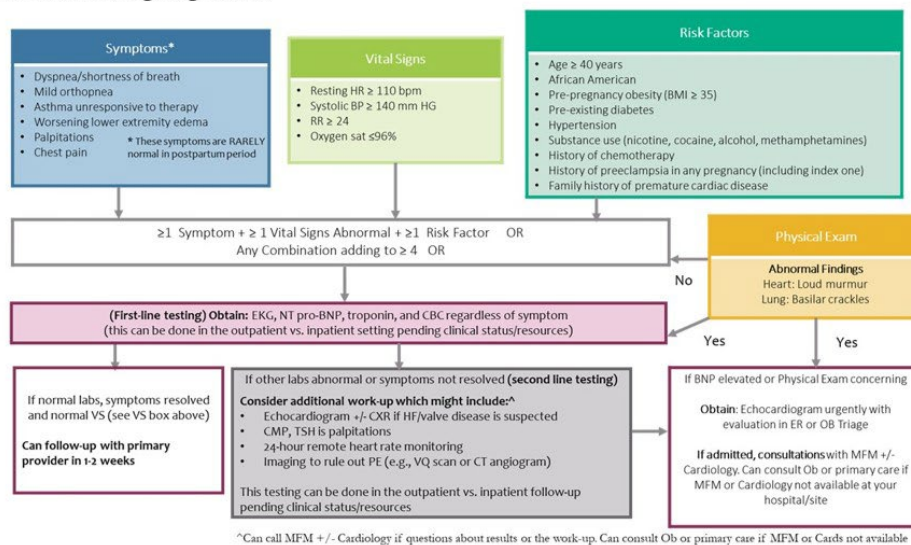 Symptoms*
• Dyspnea/shortness of breath
• Mild orthopnea
• Asthma unresponsive to therapy
• Worsening lower extremity edema
• Palpitations
• Chest pain
* These symptoms are RARELY
normal in postpartum period
Vital Signs
• Resting HR ≥ 110 bpm
• Systolic BP ≥ 140 mm HG
• RR ≥ 24
• Oxygen sat ≤96%
Risk Factors
• Age ≥ 40 years
• African American
• Pre-pregnancy obesity (BMI ≥ 35)
• Pre-existing diabetes
• Hypertension
• Substance use (nicotine, cocaine, alcohol, methamphetamines)
• History of chemotherapy
• History of preeclampsia in any pregnancy (including index one)
• Family history of premature cardiac disease
≥1 Symptom + ≥ 1 Vital Signs Abnormal + ≥1 Risk Factor OR
Any Combination adding to ≥ 4 OR
Physical Exam
Abnormal Findings
Heart: Loud murmur
Lung: Basilar crackles
No
(First-line testing) Obtain: EKG, NT pro-BNP, troponin, and CBC regardless of symptom
(this can be done in the outpatient vs. inpatient setting pending clinical status/resources)
Yes
Yes
If normal labs, symptoms resolved
and normal VS (see VS box above)
Can follow-up with primary
provider in 1-2 weeks
If other labs abnormal or symptoms not resolved (second line testing)
Consider additional work-up which might include:^
• Echocardiogram +/- CXR if HF/valve disease is suspected
• CMP, TSH is palpitations
• 24-hour remote heart rate monitoring
• Imaging to rule out PE (e.g., VQ scan or CT angiogram)
This testing can be done in the outpatient vs. inpatient follow-up
pending clinical status/resources
If BNP elevated or Physical Exam concerning
Obtain: Echocardiogram urgently with
evaluation in ER or OB Triage
If admitted, consultations with MFM +/-
Cardiology. Can consult Ob or primary care if
MFM or Cardiology not available at your
hospital/site
^Can call MFM +/- Cardiology if questions about results or the work-up. Can consult Ob or primary care if MFM or Cards not available